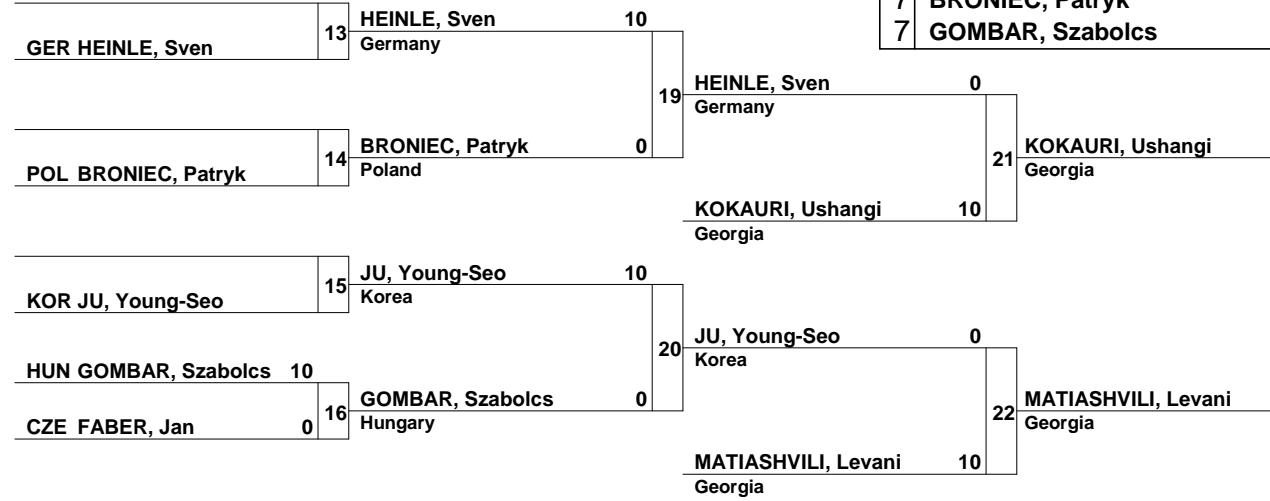 7 BRONIEC, Patryk
7 GOMBAR, Szabolcs
GER HEINLE, Sven
13
HEINLE, Sven 10
Germany
POL BRONIEC, Patryk
14
BRONIEC, Patryk 0
Poland
19
HEINLE, Sven 0
Germany
KOKAURI, Ushangi 10
Georgia
21
KOKAURI, Ushangi
Georgia
KOR JU, Young-Seo
15
JU, Young-Seo 10
Korea
HUN GOMBAR, Szabolcs 10
CZE FABER, Jan 0
16
GOMBAR, Szabolcs 0
Hungary
20
JU, Young-Seo 0
Korea
MATIASHVILI, Levani 10
Georgia
22
MATIASHVILI, Levani
Georgia